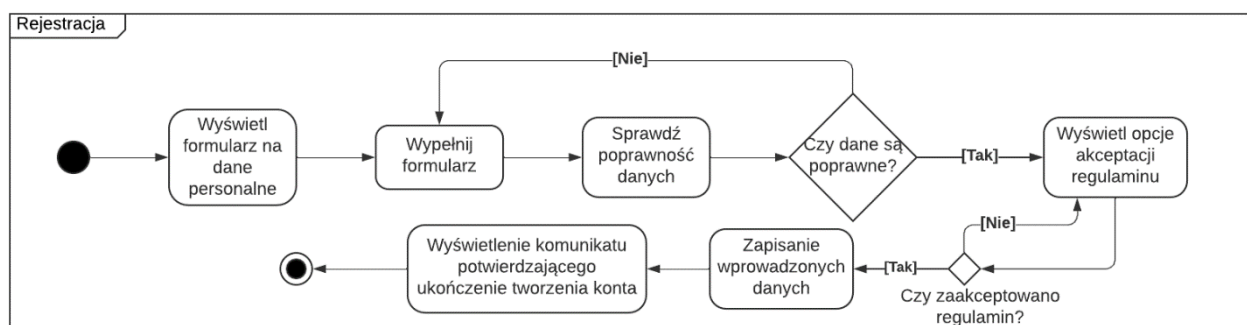 Rejestracja
[Nie]
Wyświetl
formularz na
dane
personalne
Wypełnij
formularz
Sprawdź
poprawność
danych
Czy dane są
poprawne?
[Tak]
Wyświetl opcje
akceptacji
regulaminu
[Nie]
Czy zaakceptowano
regulamin?
[Tak]
Zapisanie
wprowadzonych
danych
Wyświetlenie komunikatu
potwierdzającego
ukończenie tworzenia konta